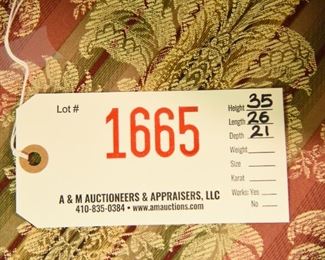 Lot #
1665
Height 35
Length 26
Depth 21
Weight
Size
Karat
Works: Yes
No
A & M AUCTIONEERS & APPRAISERS, LLC
410-835-0384 • www.amauctions.com